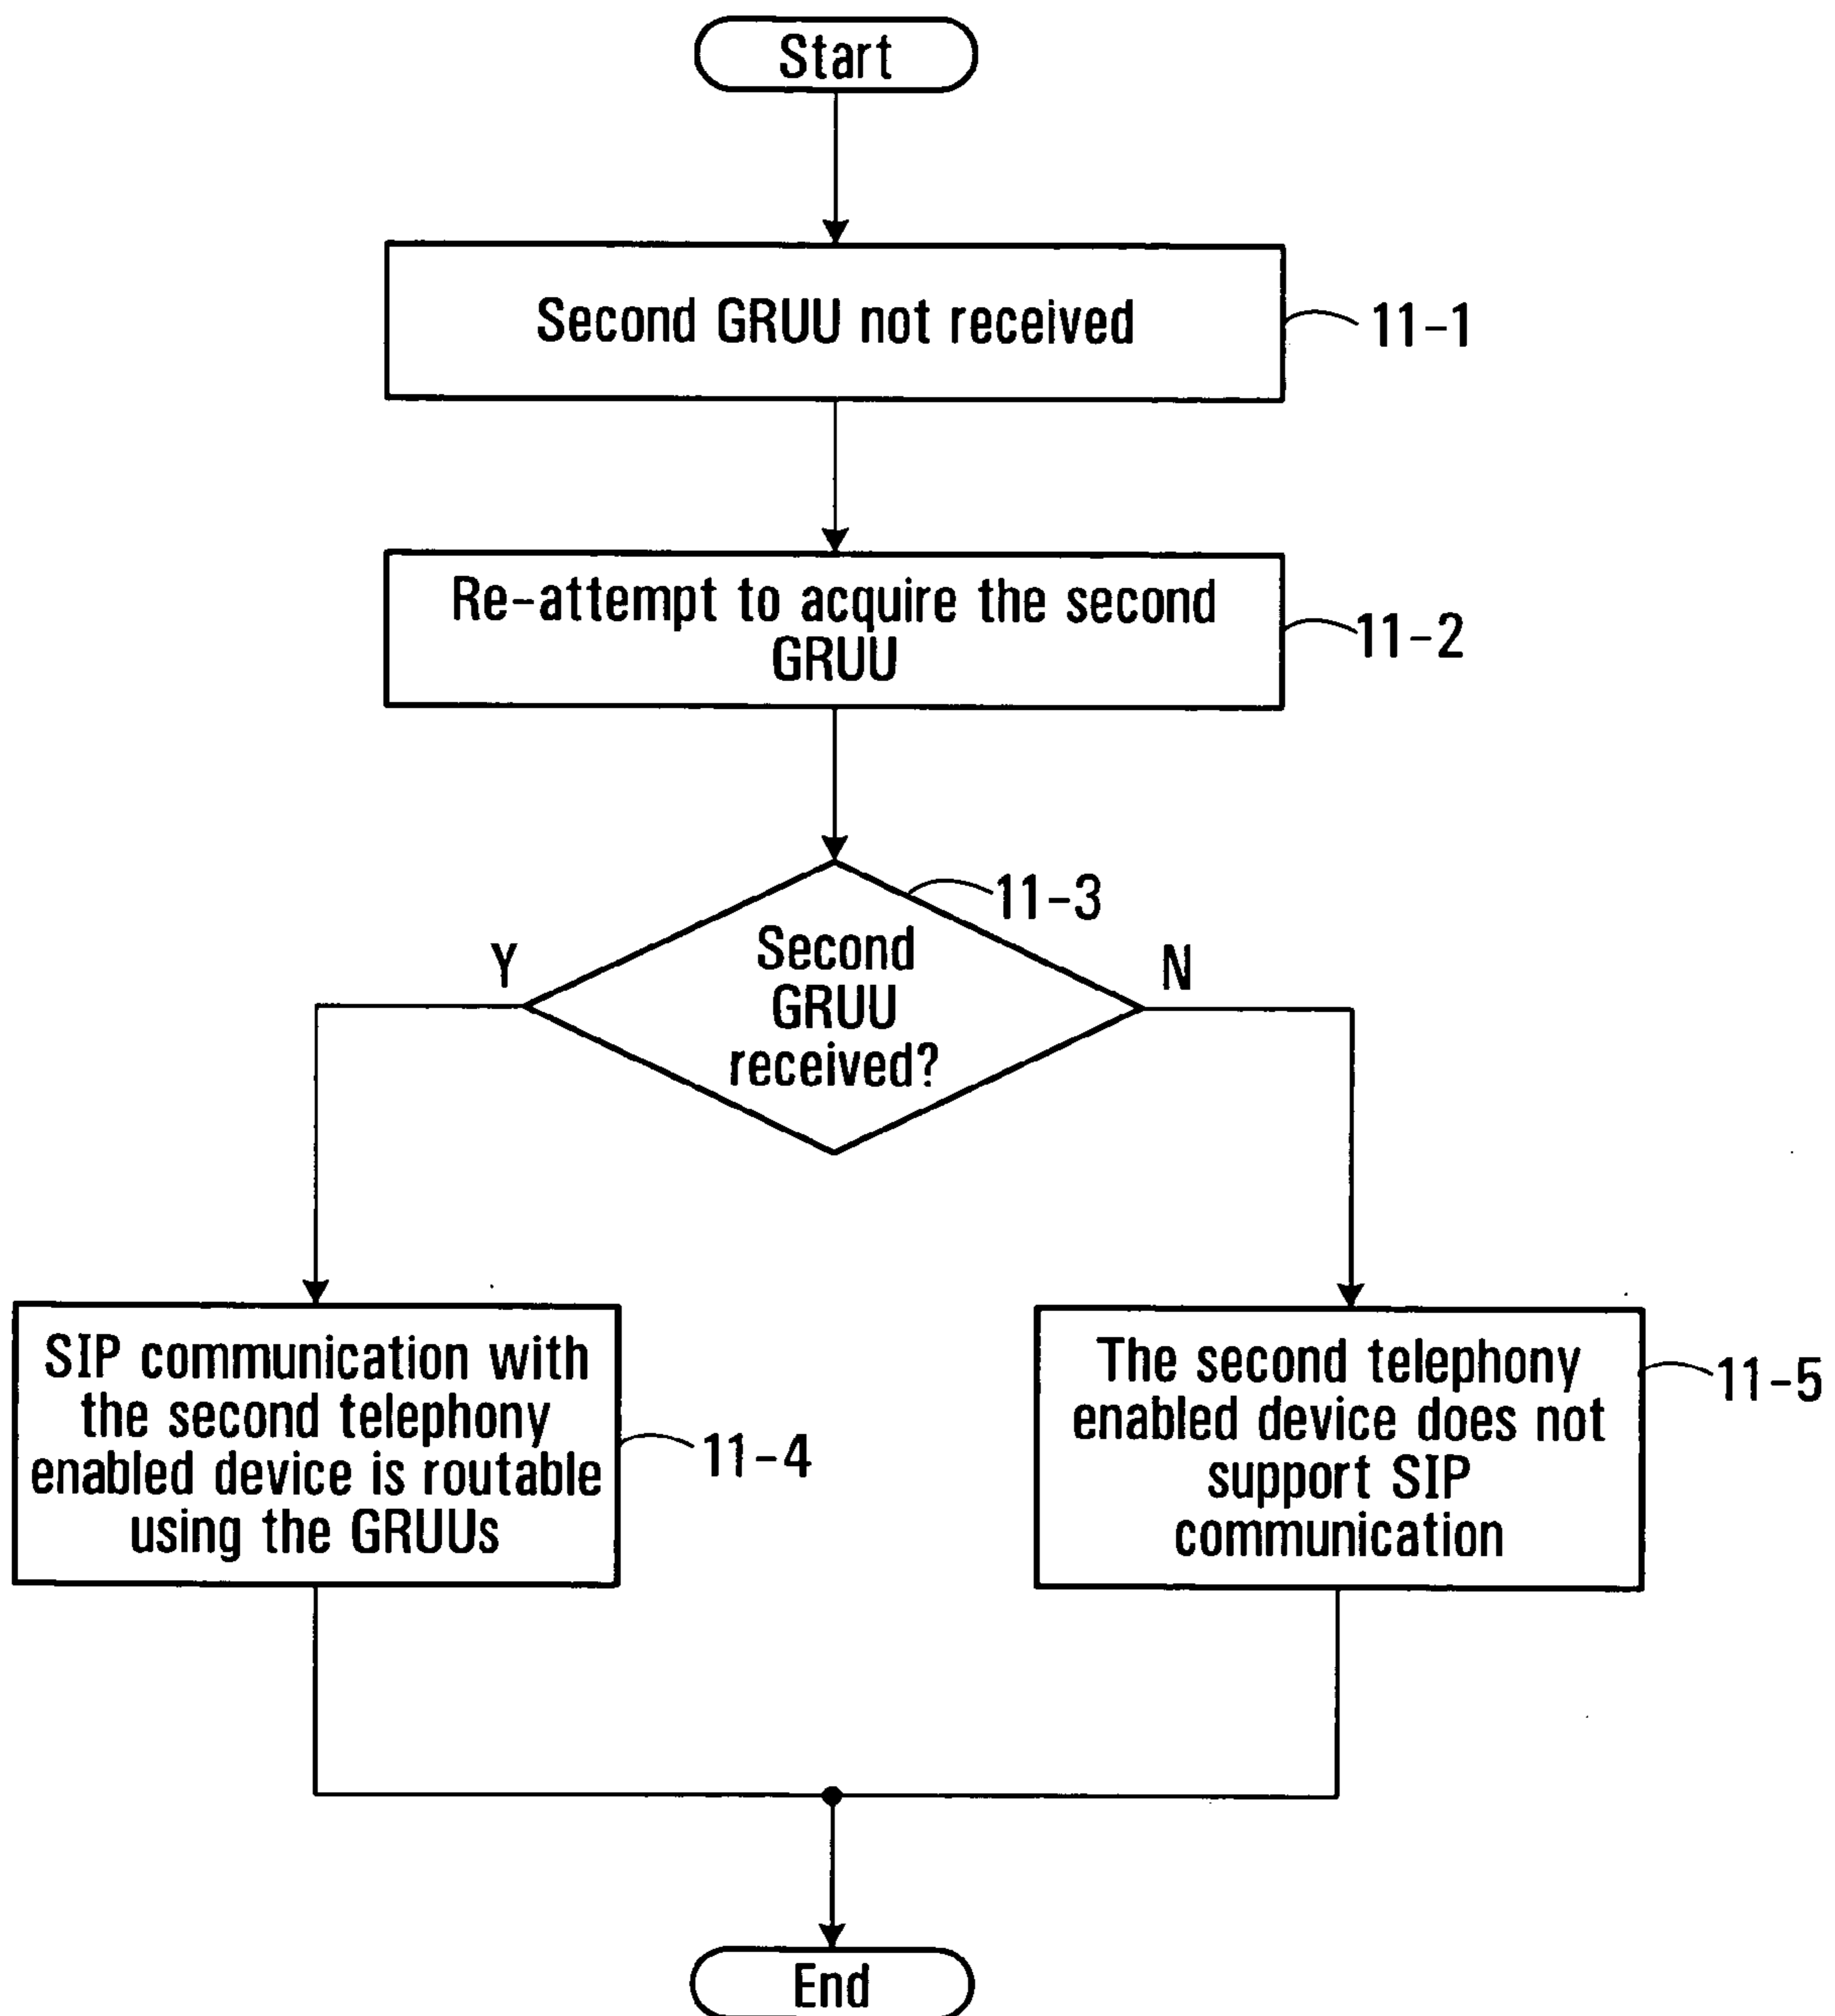 Start
Second GRUU not received
11-1
Re-attempt to acquire the second
GRUU
11-2
11-3
Second
GRUU
received?
Y
N
SIP communication with
the second telephony
enabled device is routable
using the GRUUs
11-4
The second telephony
enabled device does not
support SIP
communication
11-5
End